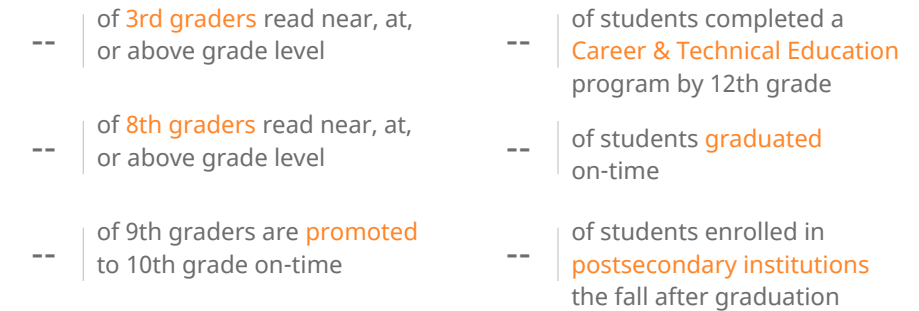 --
of 3rd graders read near, at,
or above grade level
--
of 8th graders read near, at,
or above grade level
--
of 9th graders are promoted
to 10th grade on-time
--
of students completed a
Career & Technical Education
program by 12th grade
--
of students graduated
on-time
--
of students enrolled in
postsecondary institutions
the fall after graduation